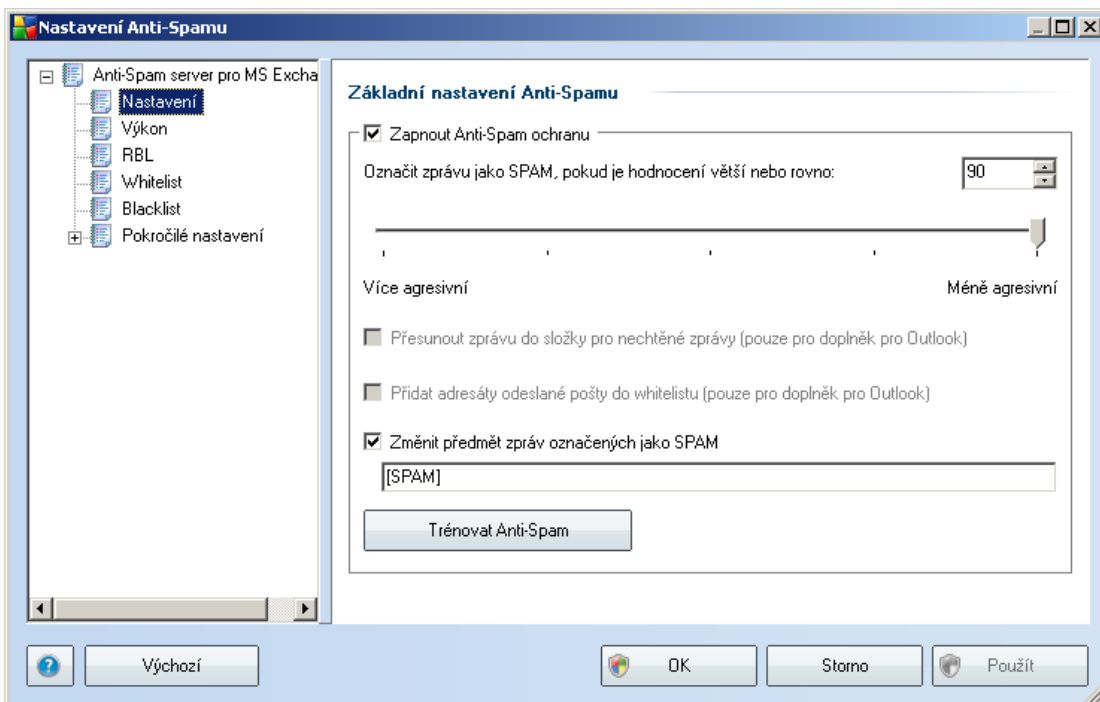 Nastavení Anti-Spamu
Anti-Spam server pro MS Excha
Nastavení
Výkon
RBL
Whitelist
Blacklist
Pokročilé nastavení
Základní nastavení Anti-Spamu
Zapnout Anti-Spam ochranu
Označit zprávu jako SPAM, pokud je hodnocení větší nebo rovno: 90
Více agresivní Méně agresivní
Přesunout zprávu do složky pro nechtěné zprávy (pouze pro doplněk pro Outlook)
Přidat adresáty odeslané pošty do whitelistu (pouze pro doplněk pro Outlook)
Změnit předmět zpráv označených jako SPAM
[SPAM]
Trénovat Anti-Spam
? Výchozí OK Storno Použít